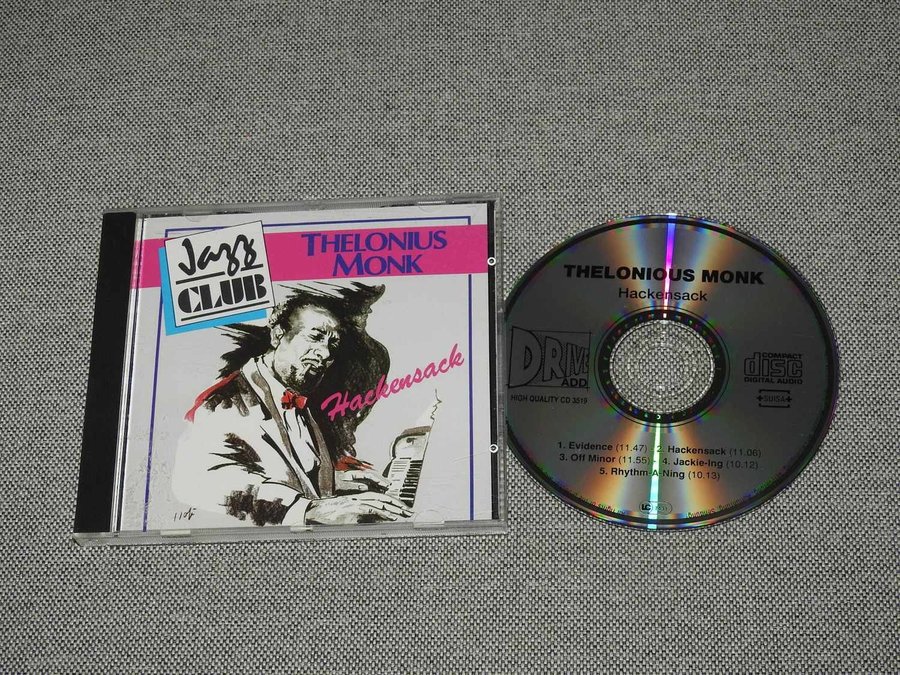 Jazz
CLUB
THELONIUS
MONK
Hackensack
THELONIOUS MONK
Hackensack
DRIVE
ADD
HIGH QUALITY CD 3519
COMPACT
disc
DIGITAL AUDIO
SUISA
1. Evidence (11.47) - 2. Hackensack (11.06)
3. Off Minor (11.55) - 4. Jackie-Ing (10.12)
5. Rhythm-A-Ning (10.13)
LC